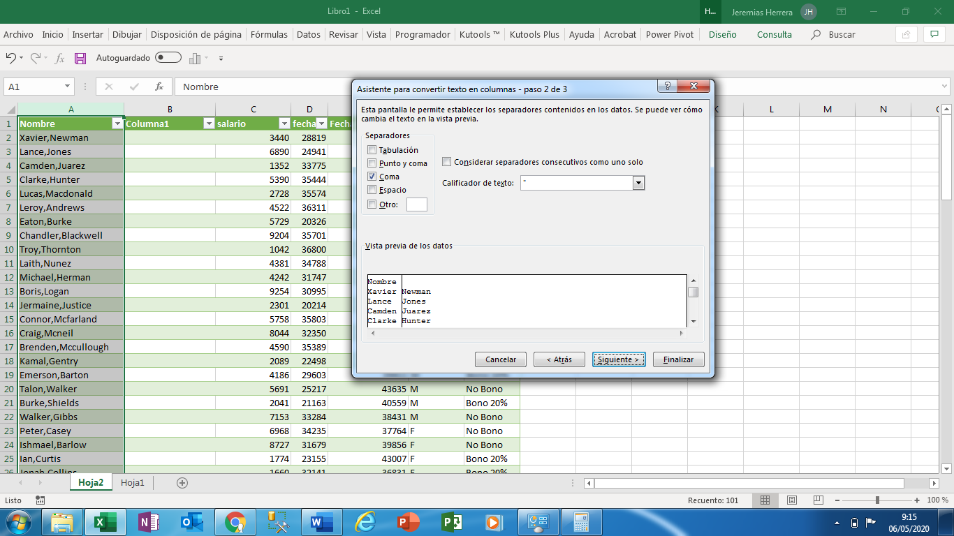 Libro1 - Excel
H...
Jeremias Herrera
JH
Archivo Inicio Insertar Dibujar Disposición de página Fórmulas Datos Revisar Vista Programador Kutools ™ Kutools Plus Ayuda Acrobat Power Pivot Diseño Consulta Buscar
Autoguardado
A1 fx Nombre
A B C D K L M N
1 Nombre Columna1 salario fecha Fech
2 Xavier,Newman 3440 28819
3 Lance,Jones 6890 24941
4 Camden,Juarez 1352 33775
5 Clarke,Hunter 5390 35444
6 Lucas,Macdonald 2728 35574
7 Leroy,Andrews 4522 36311
8 Eaton,Burke 5729 20326
9 Chandler,Blackwell 9204 35701
10 Troy,Thornton 1042 36800
11 Laith,Nunez 4381 34788
12 Michael,Herman 4242 31747
13 Boris,Logan 9254 30995
14 Jermaine,Justice 2301 20214
15 Connor,Mcfarland 5758 35803
16 Craig,Mcneil 8044 32350
17 Brenden,Mccullough 4590 35389
18 Kamal,Gentry 2089 22498
19 Emerson,Barton 4186 29603
20 Talon,Walker 5691 25217 43635 M No Bono
21 Burke,Shields 2041 21163 40559 M Bono 20%
22 Walker,Gibbs 7153 33284 38431 M No Bono
23 Peter,Casey 6968 34235 37764 F No Bono
24 Ishmael,Barlow 8727 31679 39856 F No Bono
25 Ian,Curtis 1774 23155 43007 F Bono 20%
26 Jonah,Collins 1660 32141 36831 F Bono 20%
Asistente para convertir texto en columnas - paso 2 de 3
Esta pantalla le permite establecer los separadores contenidos en los datos. Se puede ver cómo
cambia el texto en la vista previa.
Separadores
Tabulación
Punto y coma
Coma
Espacio
Otro:
Considerar separadores consecutivos como uno solo
Calificador de texto: "
Vista previa de los datos
Nombre
Xavier Newman
Lance Jones
Camden Juarez
Clarke Hunter
Cancelar < Atrás Siguiente > Finalizar
Hoja2 Hoja1
Listo Recuento: 101 100 %
9:15
06/05/2020